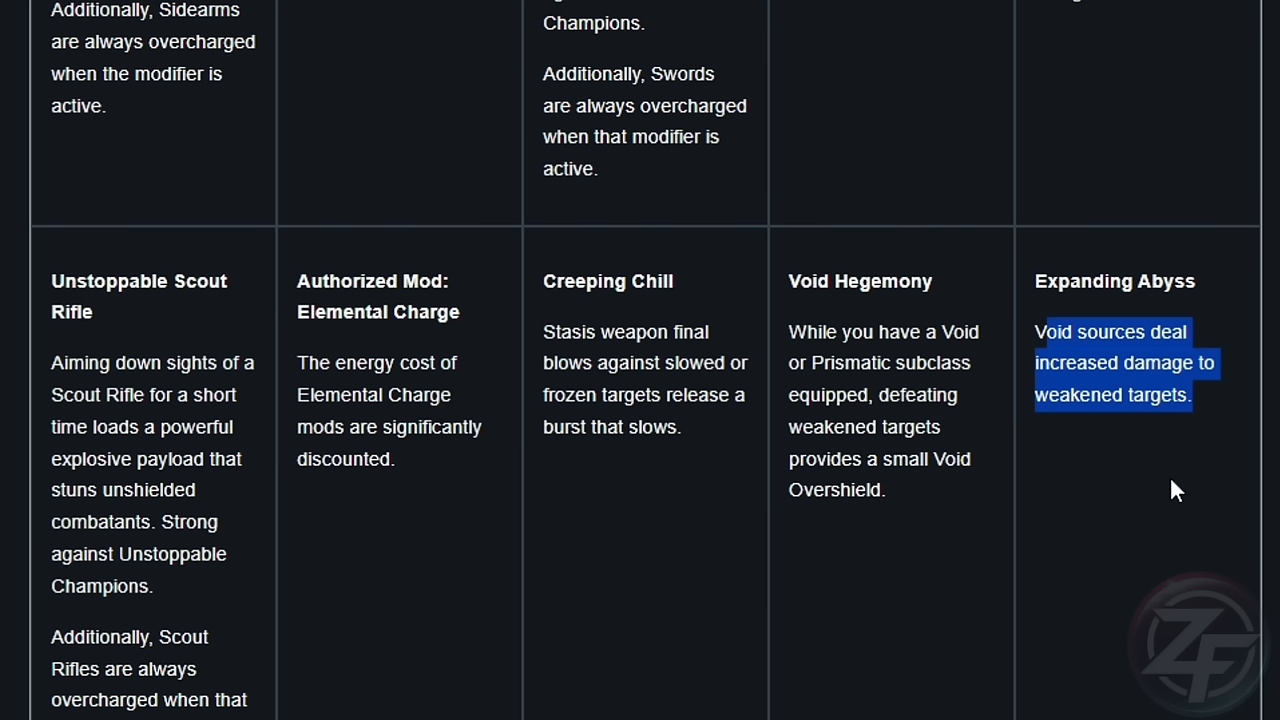 Additionally, Sidearms
are always overcharged
when the modifier is
active.
Champions.
Additionally, Swords
are always overcharged
when that modifier is
active.
Unstoppable Scout
Rifle
Aiming down sights of a
Scout Rifle for a short
time loads a powerful
explosive payload that
stuns unshielded
combatants. Strong
against Unstoppable
Champions.
Additionally, Scout
Rifles are always
overcharged when that
Authorized Mod:
Elemental Charge
The energy cost of
Elemental Charge
mods are significantly
discounted.
Creeping Chill
Stasis weapon final
blows against slowed or
frozen targets release a
burst that slows.
Void Hegemony
While you have a Void
or Prismatic subclass
equipped, defeating
weakened targets
provides a small Void
Overshield.
Expanding Abyss
Void sources deal
increased damage to
weakened targets.
ZF